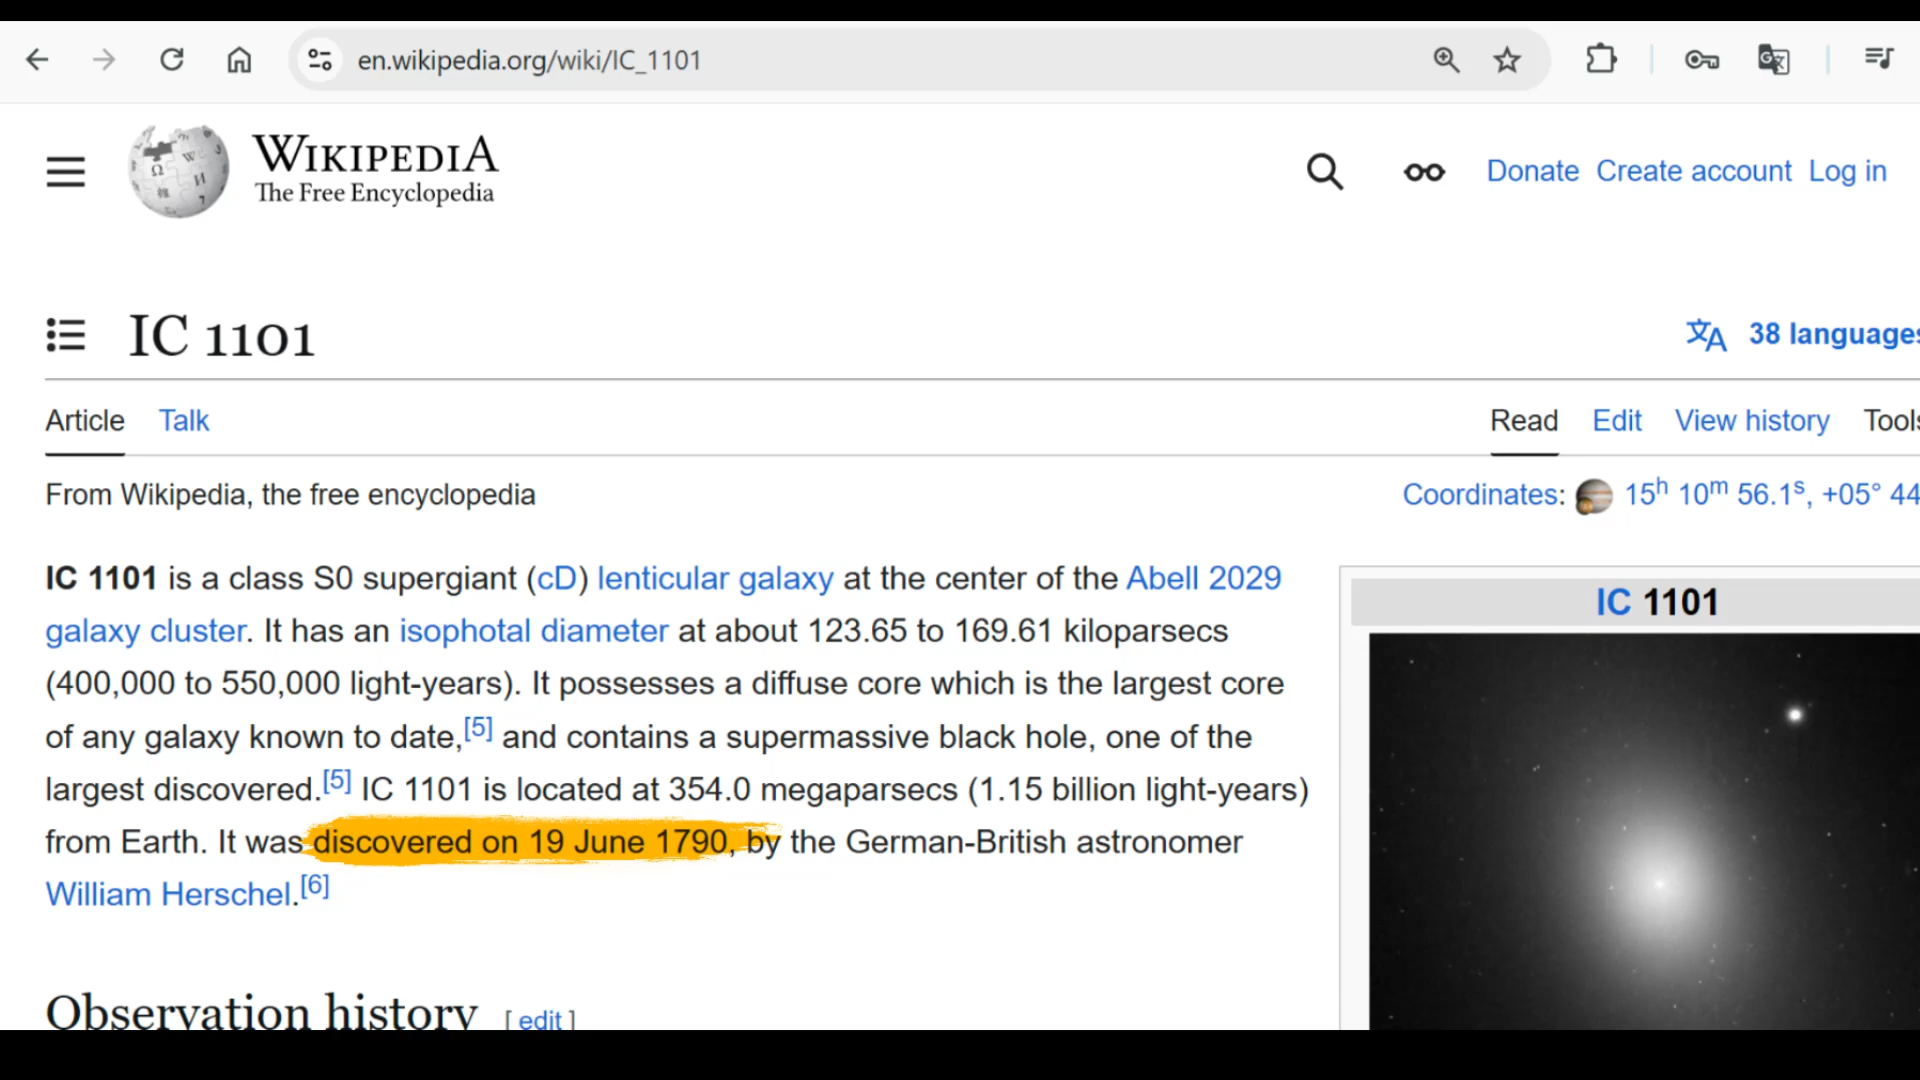 en.wikipedia.org/wiki/IC_1101
WIKIPEDIA
The Free Encyclopedia
Donate Create account Log in
IC 1101
38 languages
Article Talk
Read Edit View history Tools
From Wikipedia, the free encyclopedia
Coordinates: 15h 10m 56.1s, +05° 44
IC 1101 is a class S0 supergiant (cD) lenticular galaxy at the center of the Abell 2029
galaxy cluster. It has an isophotal diameter at about 123.65 to 169.61 kiloparsecs
(400,000 to 550,000 light-years). It possesses a diffuse core which is the largest core
of any galaxy known to date,[5] and contains a supermassive black hole, one of the
largest discovered.[5] IC 1101 is located at 354.0 megaparsecs (1.15 billion light-years)
from Earth. It was discovered on 19 June 1790, by the German-British astronomer
William Herschel.[6]
IC 1101
Observation history [ edit ]